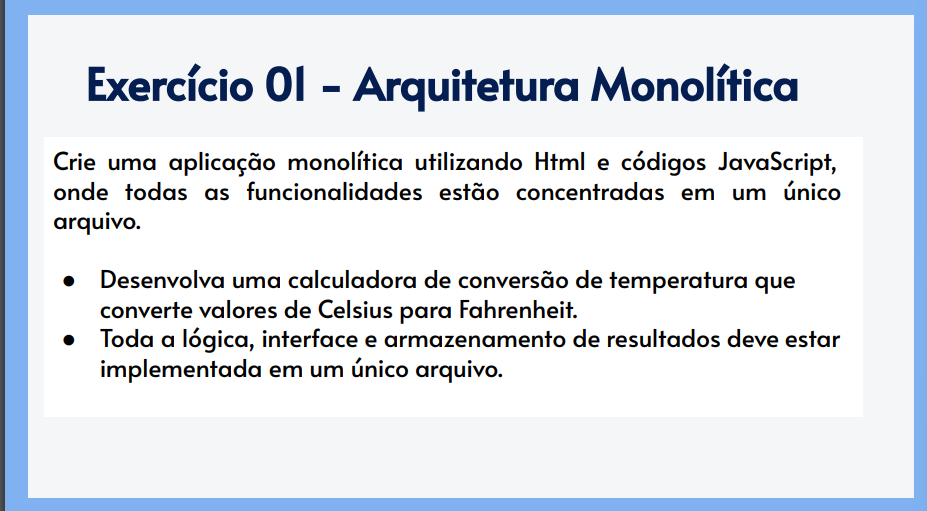 Exercício 01 - Arquitetura Monolítica
Crie uma aplicação monolítica utilizando Html e códigos JavaScript,
onde todas as funcionalidades estão concentradas em um único
arquivo.
● Desenvolva uma calculadora de conversão de temperatura que
converte valores de Celsius para Fahrenheit.
● Toda a lógica, interface e armazenamento de resultados deve estar
implementada em um único arquivo.